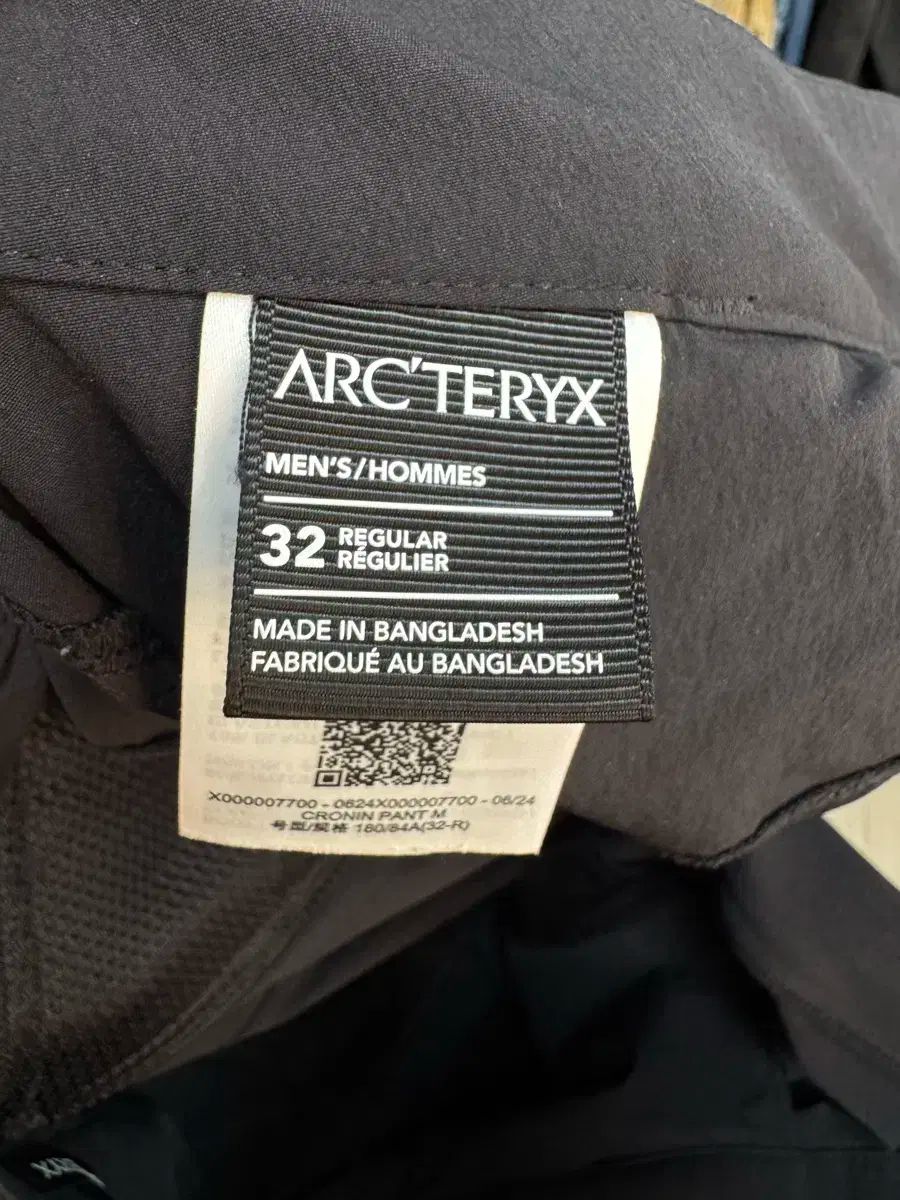 ARC'TERYX
MEN'S/HOMMES
32 REGULAR
RÉGULIER
MADE IN BANGLADESH
FABRIQUÉ AU BANGLADESH
X000007700 - 0624X000007700 - 06/24
CRONIN PANT M
号型/规格 180/84A(32-R)